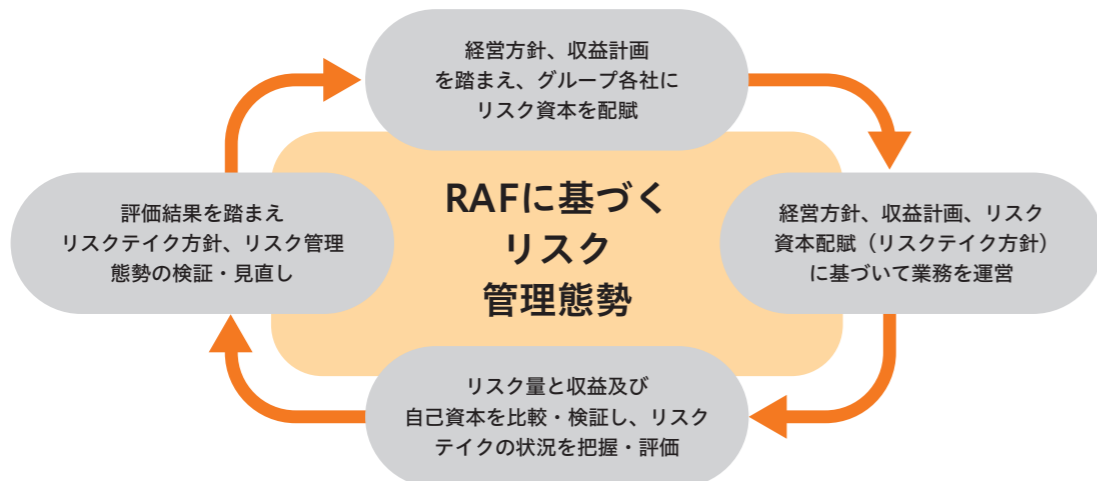 経営方針、収益計画
を踏まえ、グループ各社に
リスク資本を配賦
RAFに基づく
リスク
管理態勢
評価結果を踏まえ
リスクテイク方針、リスク管理
態勢の検証・見直し
経営方針、収益計画、リスク
資本配賦（リスクテイク方針）
に基づいて業務を運営
リスク量と収益及び
自己資本を比較・検証し、リスク
テイクの状況を把握・評価